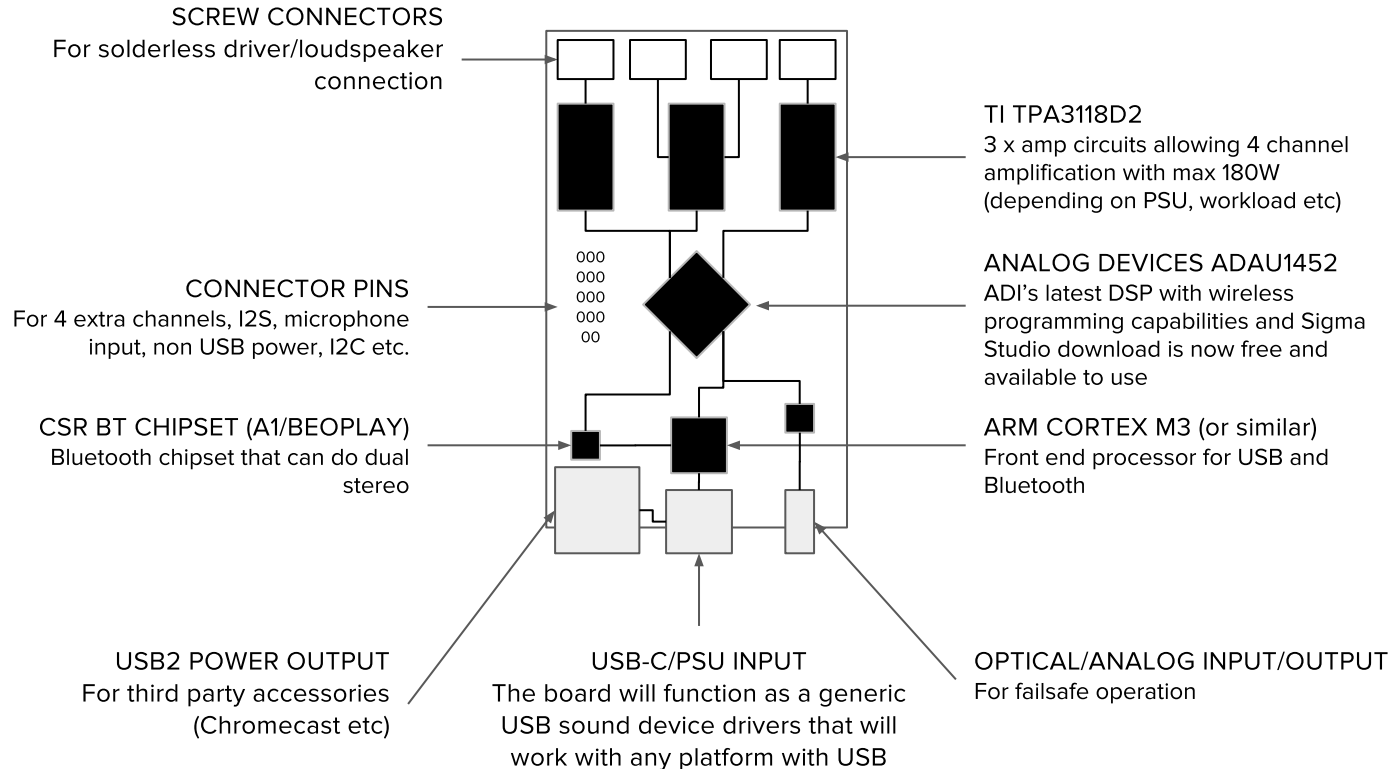 SCREW CONNECTORS
For solderless driver/loudspeaker
connection
TI TPA3118D2
3 x amp circuits allowing 4 channel
amplification with max 180W
(depending on PSU, workload etc)
000
000
000
000
00
CONNECTOR PINS
For 4 extra channels, I2S, microphone
input, non USB power, I2C etc.
ANALOG DEVICES ADAU1452
ADI’s latest DSP with wireless
programming capabilities and Sigma
Studio download is now free and
available to use
CSR BT CHIPSET (A1/BEOPLAY)
Bluetooth chipset that can do dual
stereo
ARM CORTEX M3 (or similar)
Front end processor for USB and
Bluetooth
USB2 POWER OUTPUT
For third party accessories
(Chromecast etc)
USB-C/PSU INPUT
The board will function as a generic
USB sound device drivers that will
work with any platform with USB
OPTICAL/ANALOG INPUT/OUTPUT
For failsafe operation